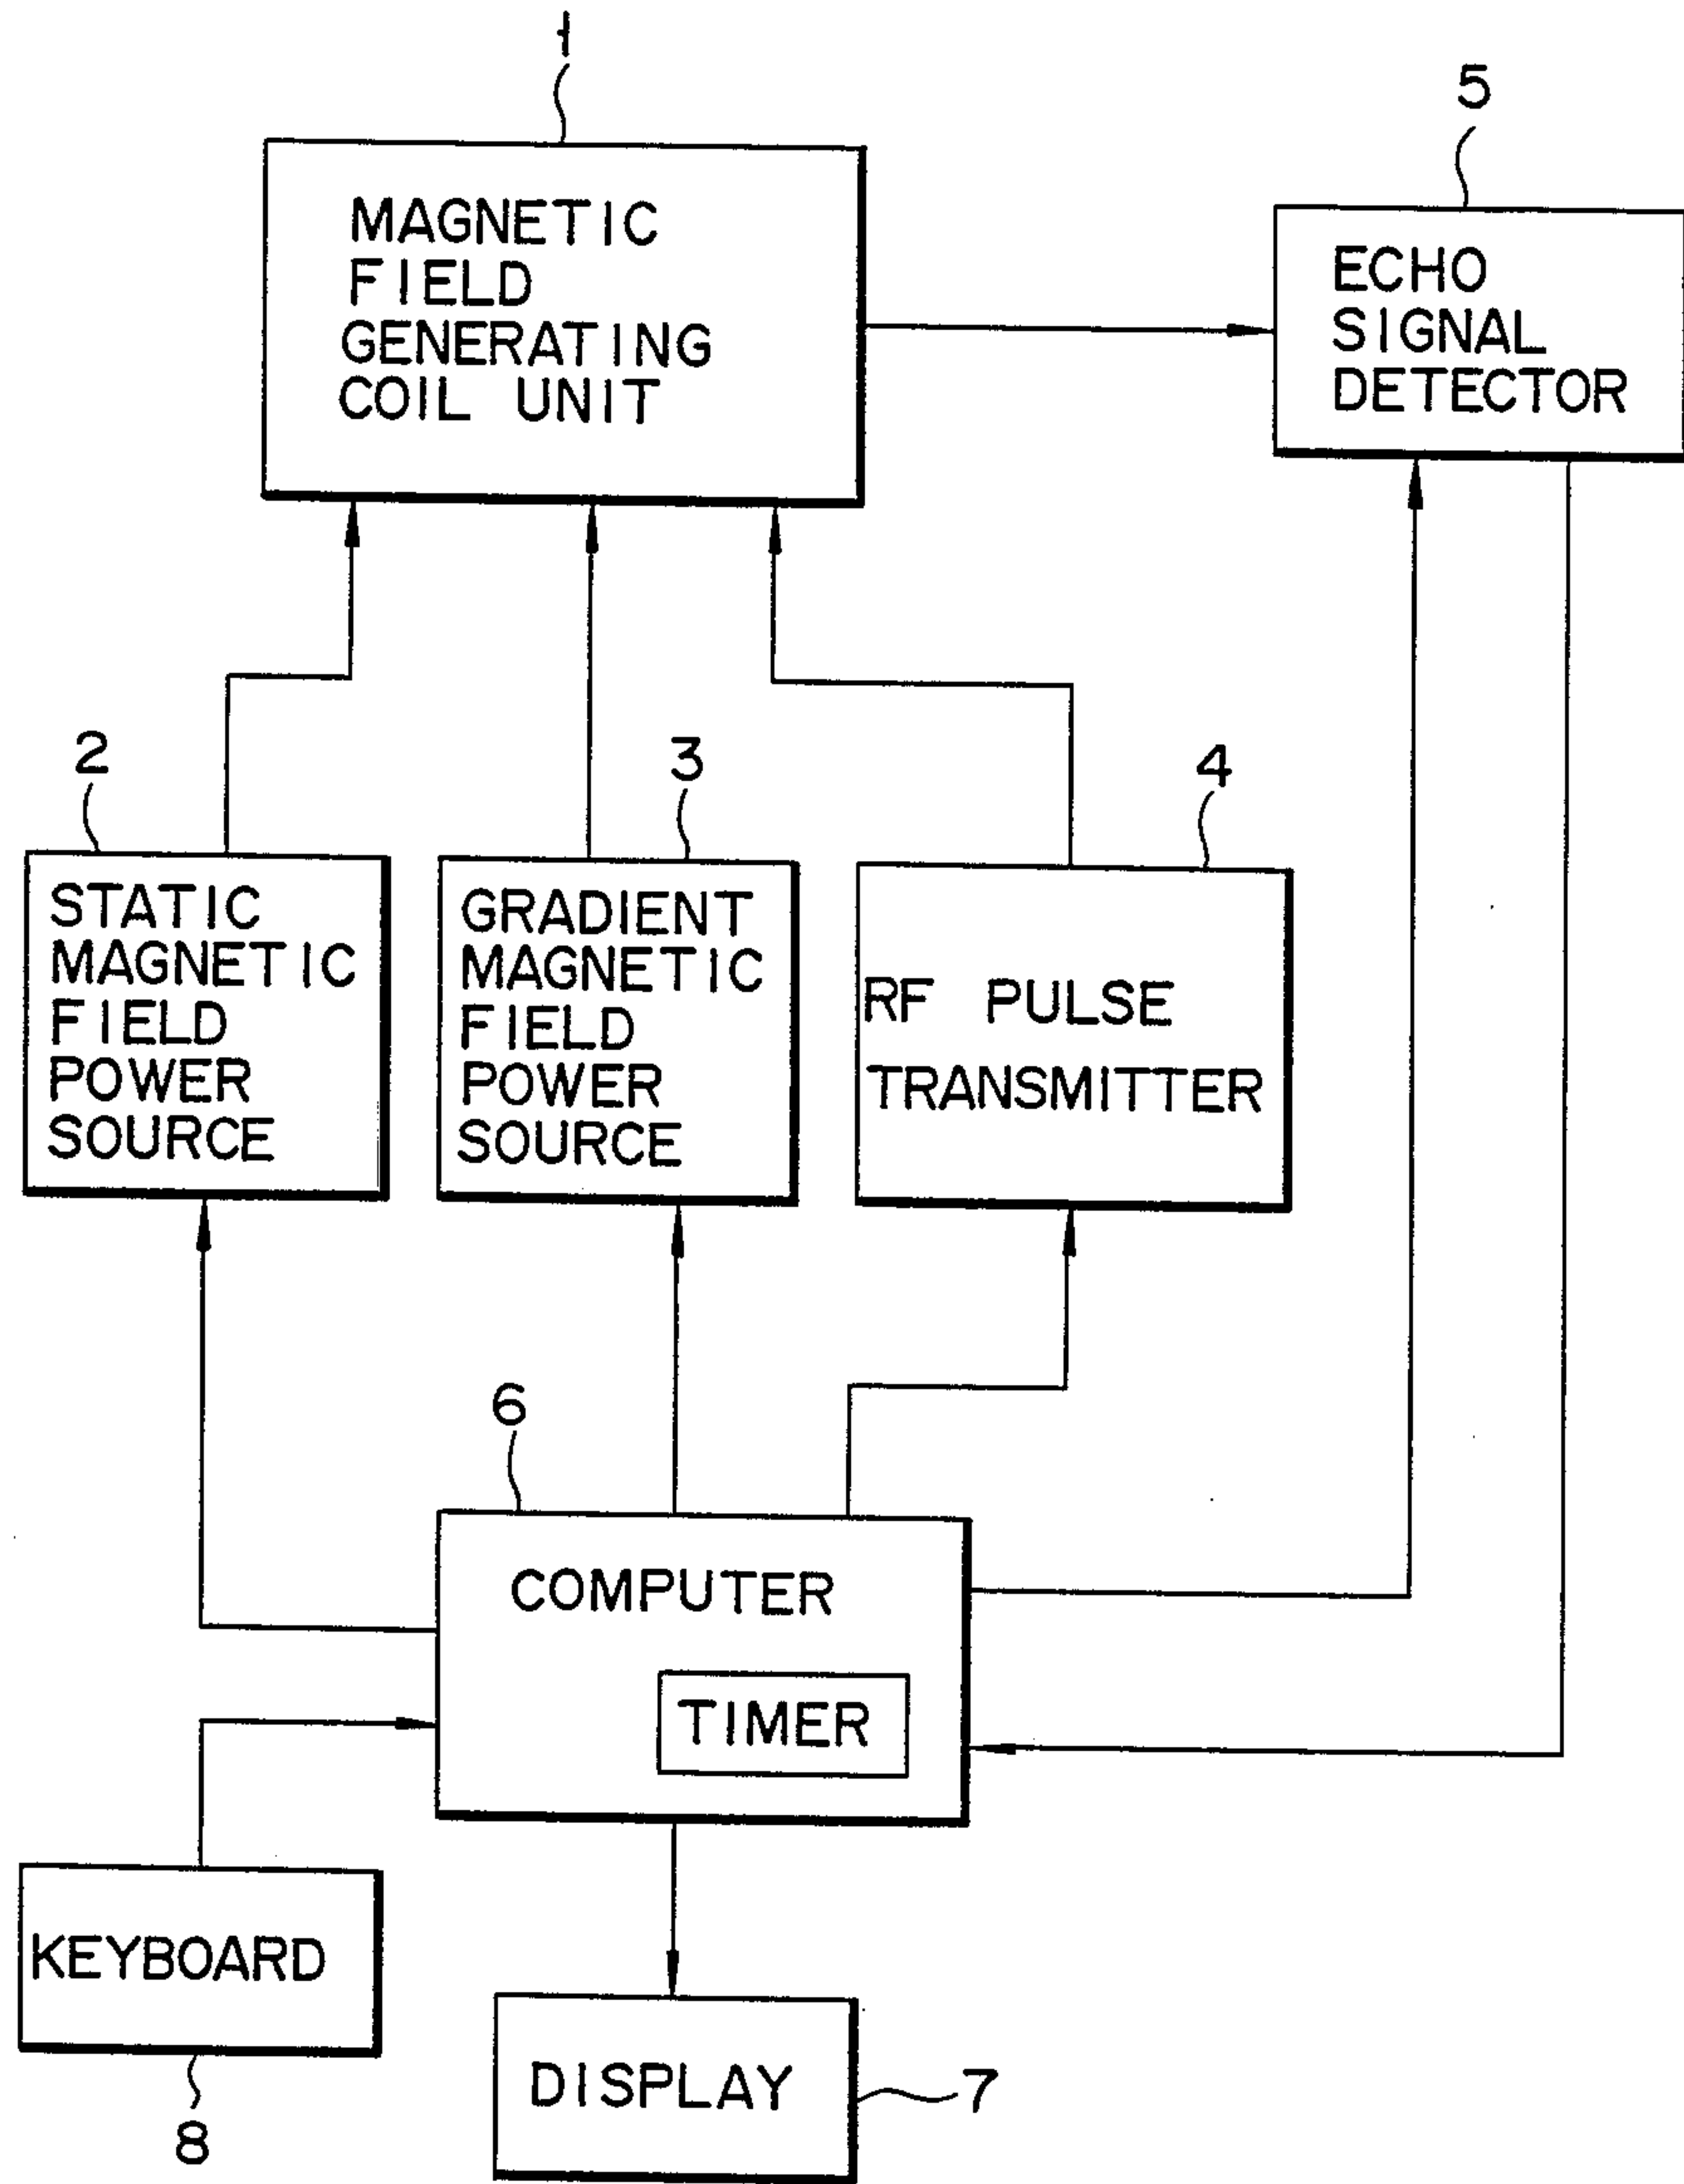 1
MAGNETIC
FIELD
GENERATING
COIL UNIT
5
ECHO
SIGNAL
DETECTOR
2
STATIC
MAGNETIC
FIELD
POWER
SOURCE
3
GRADIENT
MAGNETIC
FIELD
POWER
SOURCE
4
RF PULSE
TRANSMITTER
6
COMPUTER
TIMER
KEYBOARD
8
DISPLAY
7